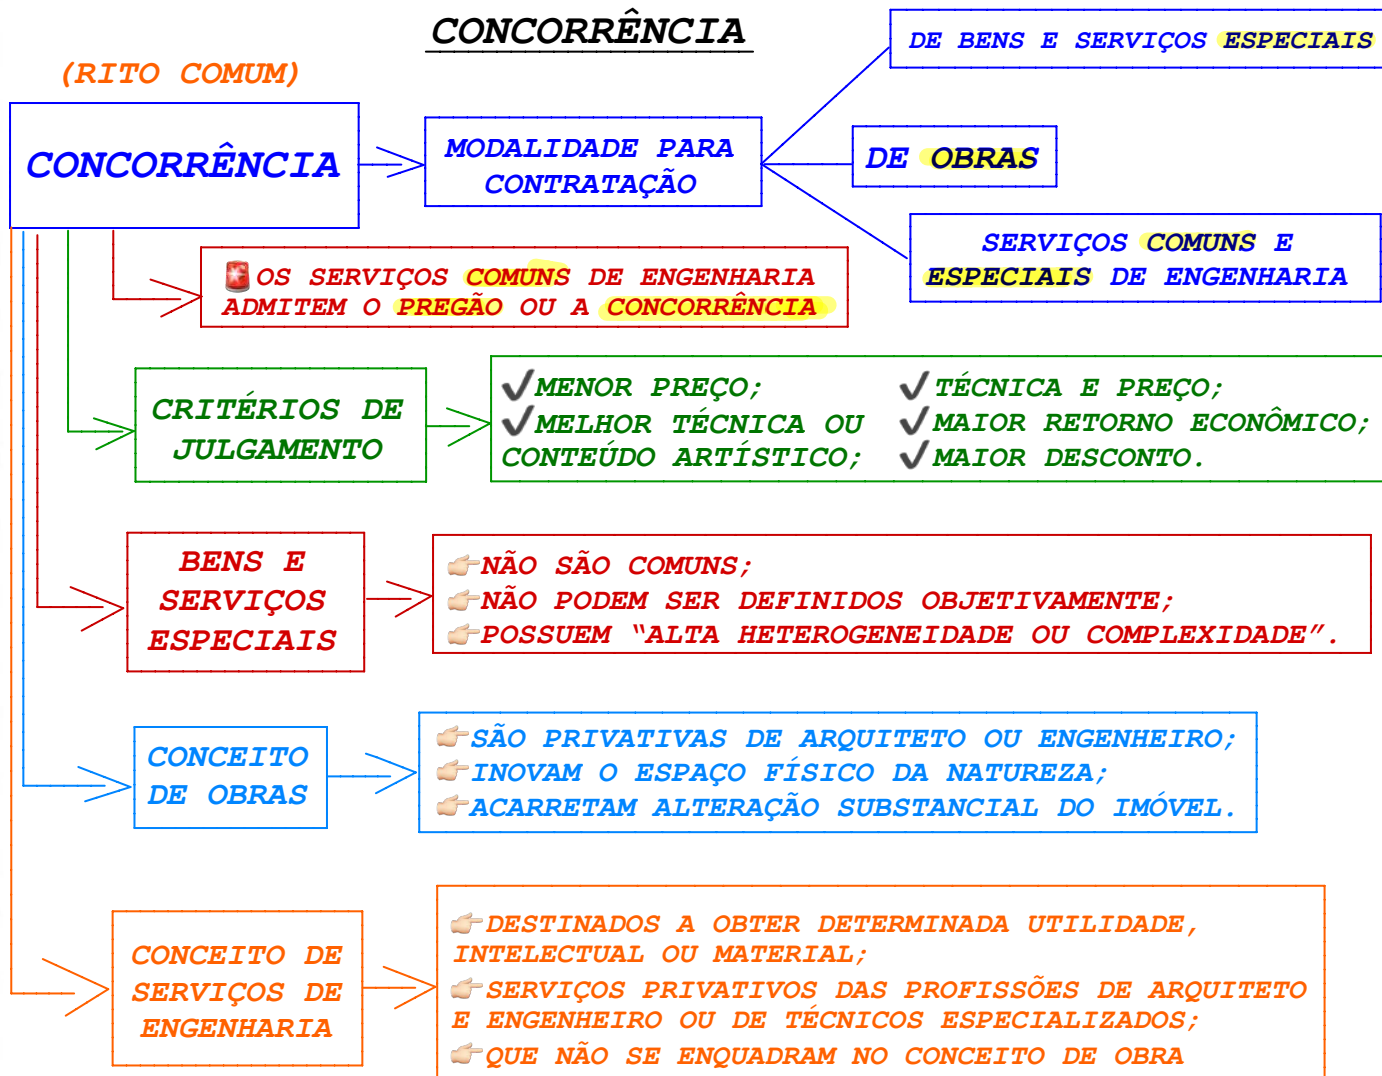 CONCORRÊNCIA
(RITO COMUM)
CONCORRÊNCIA
MODALIDADE PARA
CONTRATAÇÃO
DE BENS E SERVIÇOS ESPECIAIS
DE OBRAS
SERVIÇOS COMUNS E
ESPECIAIS DE ENGENHARIA
OS SERVIÇOS COMUNS DE ENGENHARIA
ADMITEM O PREGÃO OU A CONCORRÊNCIA
CRITÉRIOS DE
JULGAMENTO
MENOR PREÇO;
MELHOR TÉCNICA OU
CONTEÚDO ARTÍSTICO;
TÉCNICA E PREÇO;
MAIOR RETORNO ECONÔMICO;
MAIOR DESCONTO.
BENS E
SERVIÇOS
ESPECIAIS
NÃO SÃO COMUNS;
NÃO PODEM SER DEFINIDOS OBJETIVAMENTE;
POSSUEM “ALTA HETEROGENEIDADE OU COMPLEXIDADE”.
CONCEITO
DE OBRAS
SÃO PRIVATIVAS DE ARQUITETO OU ENGENHEIRO;
INOVAM O ESPAÇO FÍSICO DA NATUREZA;
ACARRETAM ALTERAÇÃO SUBSTANCIAL DO IMÓVEL.
CONCEITO DE
SERVIÇOS DE
ENGENHARIA
DESTINADOS A OBTER DETERMINADA UTILIDADE,
INTELECTUAL OU MATERIAL;
SERVIÇOS PRIVATIVOS DAS PROFISSÕES DE ARQUITETO
E ENGENHEIRO OU DE TÉCNICOS ESPECIALIZADOS;
QUE NÃO SE ENQUADRAM NO CONCEITO DE OBRA